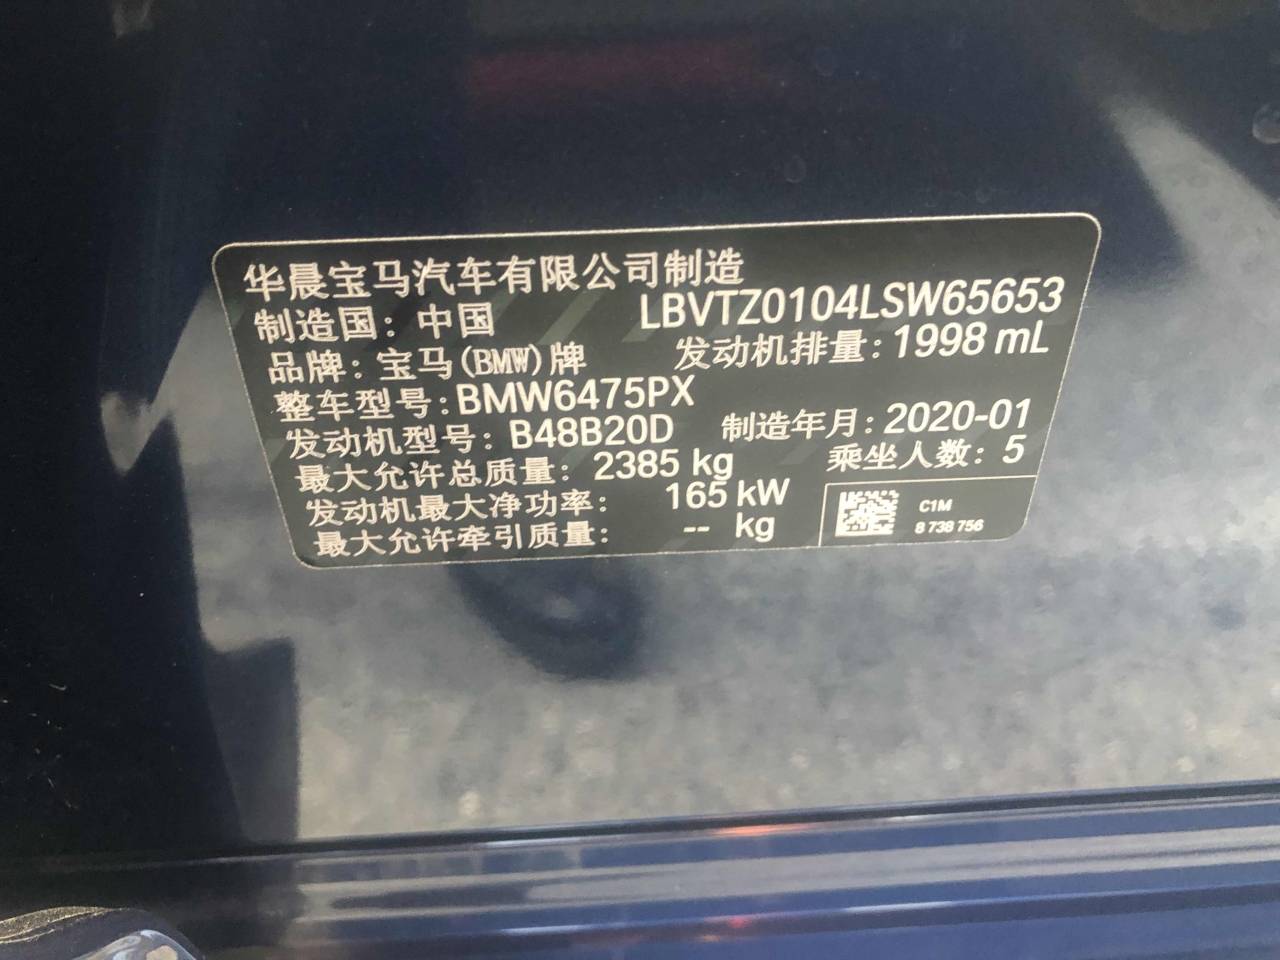 华晨宝马汽车有限公司制造
制造国：中国 LBVTZ0104LSW65653
品牌：宝马(BMW)牌 发动机排量：1998 mL
整车型号：BMW6475PX
发动机型号：B48B20D 制造年月：2020-01
最大允许总质量：2385 kg 乘坐人数：5
发动机最大净功率：165 kW
最大允许牵引质量：-- kg
C1M
8 738 756